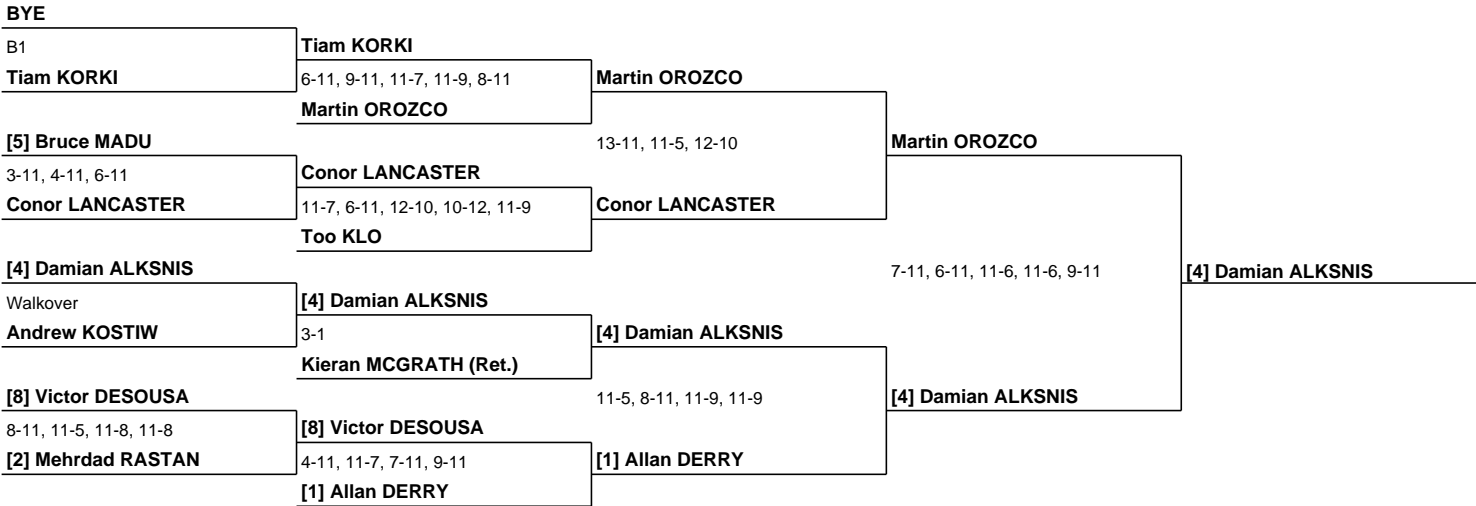 BYE
B1
Tiam KORKI
Tiam KORKI
6-11, 9-11, 11-7, 11-9, 8-11
Martin OROZCO
Martin OROZCO
[5] Bruce MADU
3-11, 4-11, 6-11
Conor LANCASTER
Conor LANCASTER
11-7, 6-11, 12-10, 10-12, 11-9
Too KLO
Conor LANCASTER
13-11, 11-5, 12-10
Martin OROZCO
[4] Damian ALKSNIS
Walkover
Andrew KOSTIW
[4] Damian ALKSNIS
3-1
Kieran MCGRATH (Ret.)
[4] Damian ALKSNIS
[8] Victor DESOUSA
8-11, 11-5, 11-8, 11-8
[2] Mehrdad RASTAN
[8] Victor DESOUSA
4-11, 11-7, 7-11, 9-11
[1] Allan DERRY
[1] Allan DERRY
11-5, 8-11, 11-9, 11-9
[4] Damian ALKSNIS
7-11, 6-11, 11-6, 11-6, 9-11
[4] Damian ALKSNIS